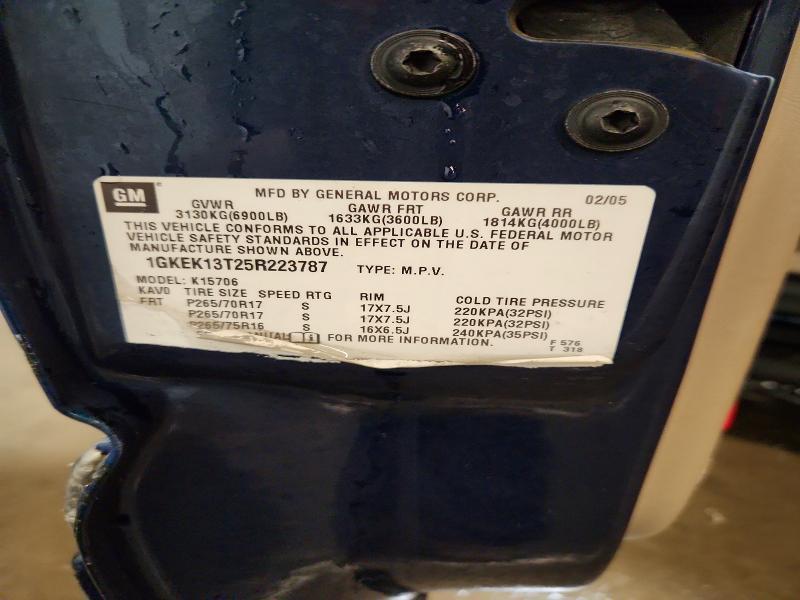 GM
MFD BY GENERAL MOTORS CORP. 02/05
GVWR GAWR FRT GAWR RR
3130KG(6900LB) 1633KG(3600LB) 1814KG(4000LB)
THIS VEHICLE CONFORMS TO ALL APPLICABLE U.S. FEDERAL MOTOR
VEHICLE SAFETY STANDARDS IN EFFECT ON THE DATE OF
MANUFACTURE SHOWN ABOVE.
1GKEK13T25R223787 TYPE: M.P.V.
MODEL: K15706
KAV0 TIRE SIZE SPEED RTG RIM COLD TIRE PRESSURE
FRT P265/70R17 S 17X7.5J 220KPA(32PSI)
P265/70R17 S 17X7.5J 220KPA(32PSI)
P265/75R16 S 16X6.5J 240KPA(35PSI)
FOR MORE INFORMATION.
F 576
T 318